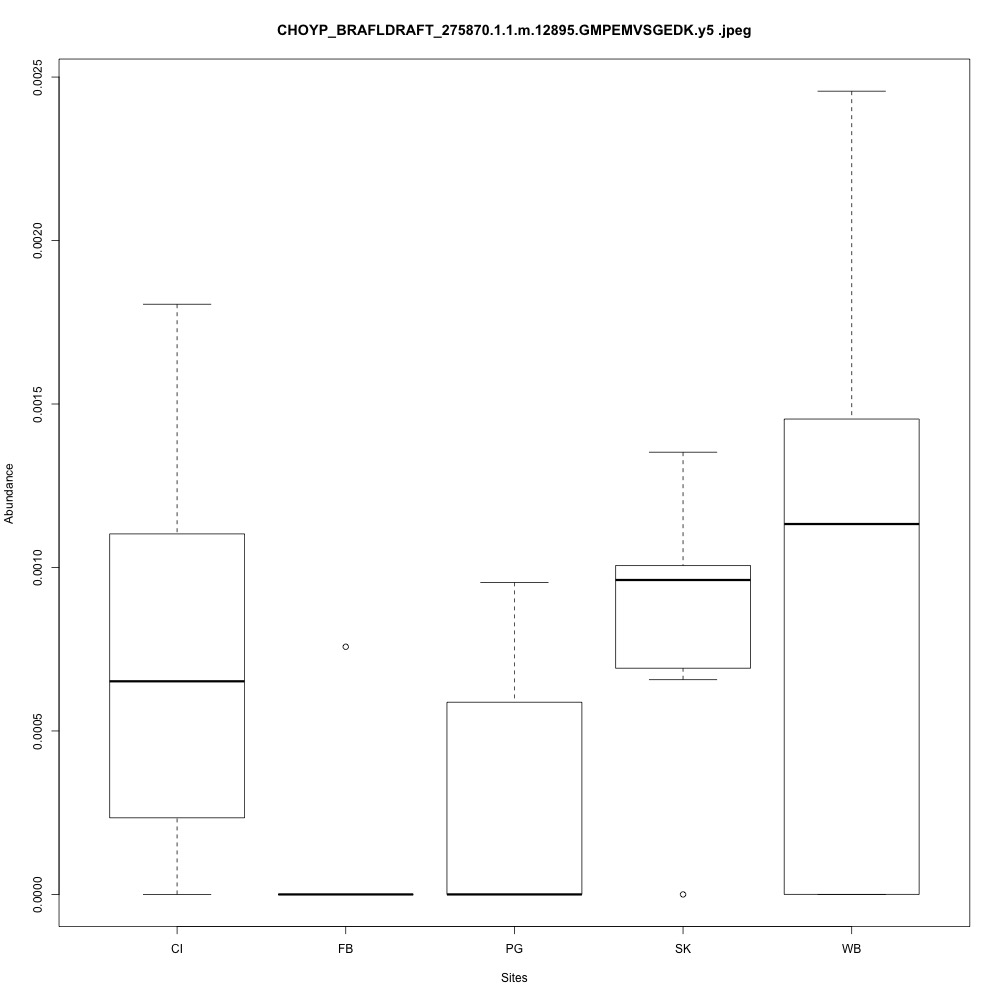 CHOYP_BRAFLDRAFT_275870.1.1.m.12895.GMPEMVSGEDK.y5 .jpeg
0.0025
0.0020
0.0015
0.0010
0.0005
0.0000
Abundance
CI FB PG SK WB
Sites